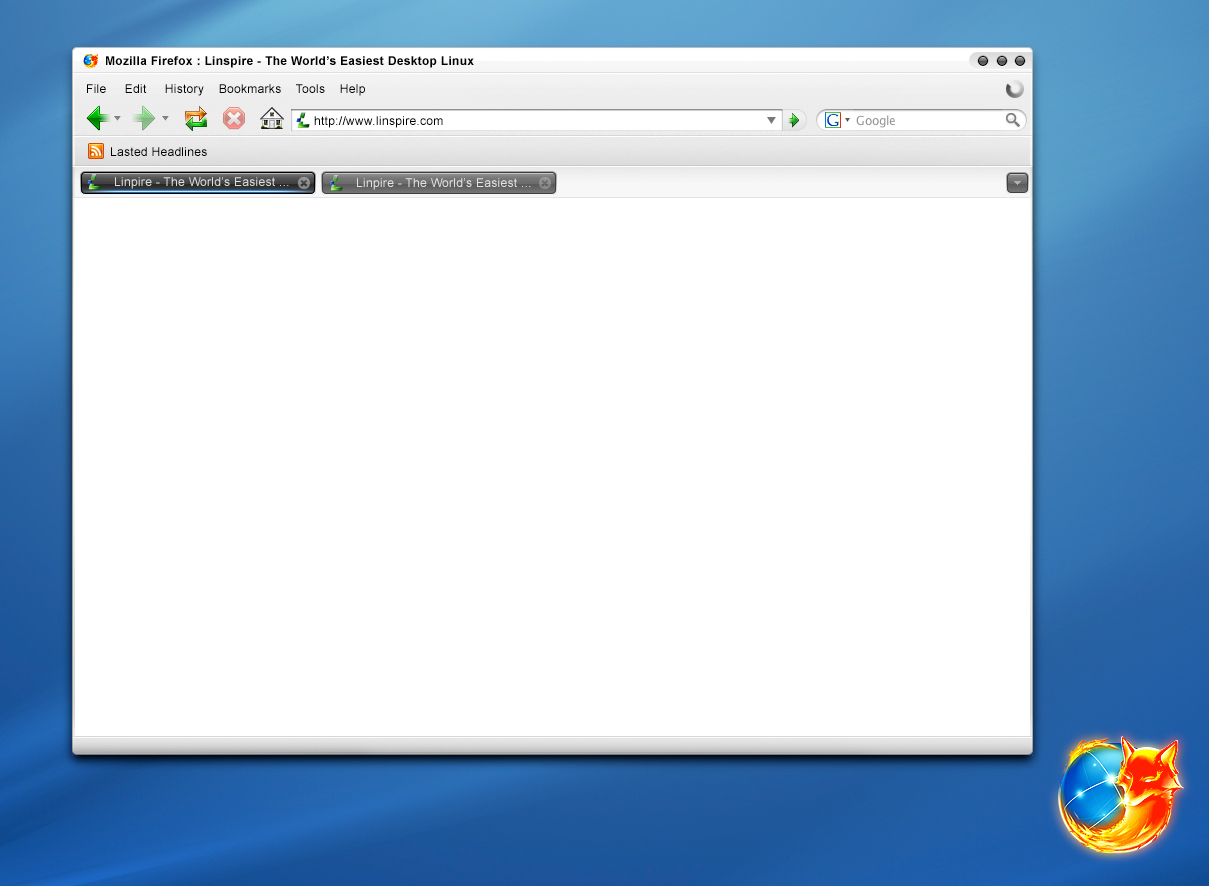 Mozilla Firefox : Linspire - The World's Easiest Desktop Linux
File Edit History Bookmarks Tools Help
http://www.linspire.com G Google
Lasted Headlines
Linpire - The World's Easiest ... Linpire - The World's Easiest ...